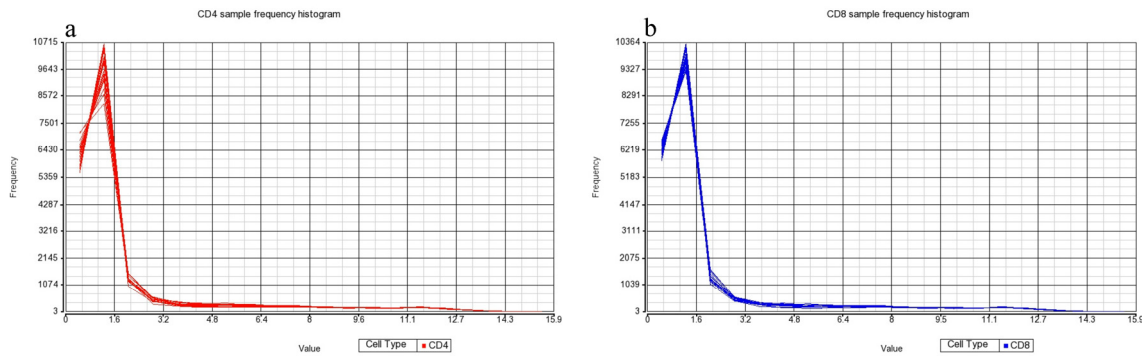 a
CD4 sample frequency histogram
10715
9643
8572
7501
6430
5359
4287
3216
2145
1074
3
Frequency
0 1.6 3.2 4.8 6.4 8 9.6 11.1 12.7 14.3 15.9
Value
Cell Type CD4
b
CD8 sample frequency histogram
10364
9327
8291
7255
6219
5183
4147
3111
2075
1039
3
Frequency
0 1.6 3.2 4.8 6.4 8 9.5 11.1 12.7 14.3 15.9
Value
Cell Type CD8